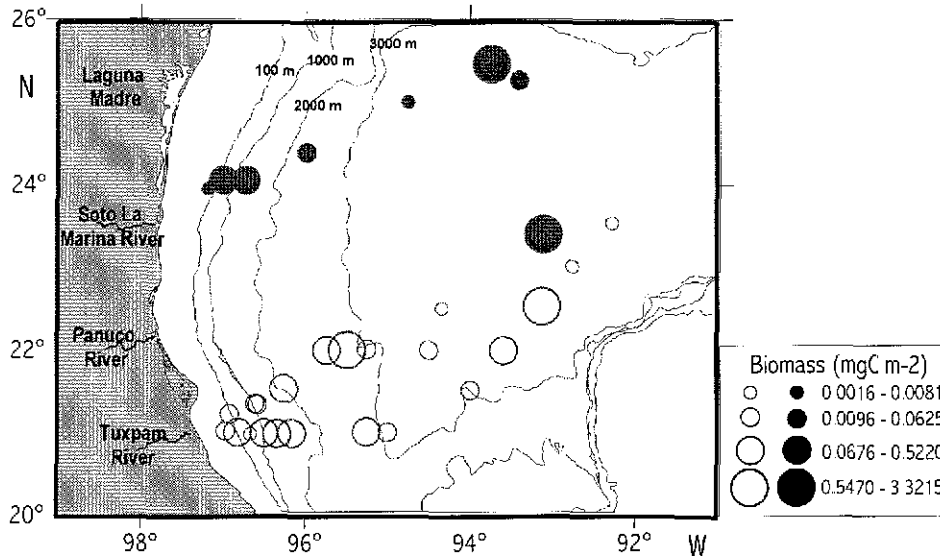 26°
N
Laguna
Madre
100 m
1000 m
2000 m
3000 m
24°
Soto La
Marina River
Panuco
River
22°
Tuxpam
River
20°
98°
96°
94°
92°
W
Biomass (mgC m-2)
0.0016 - 0.0081
0.0096 - 0.0625
0.0676 - 0.5220
0.5470 - 3.3215